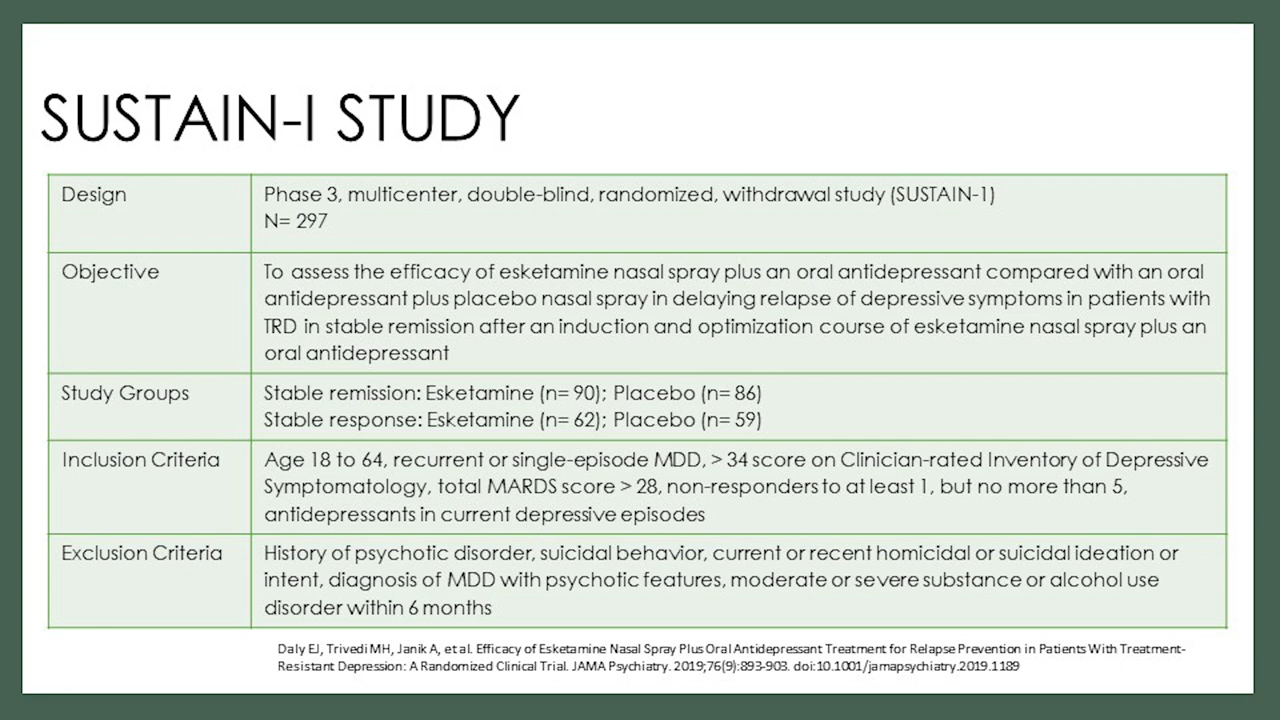 SUSTAIN-I STUDY
Design
Phase 3, multicenter, double-blind, randomized, withdrawal study (SUSTAIN-1)
N= 297
Objective
To assess the efficacy of esketamine nasal spray plus an oral antidepressant compared with an oral
antidepressant plus placebo nasal spray in delaying relapse of depressive symptoms in patients with
TRD in stable remission after an induction and optimization course of esketamine nasal spray plus an
oral antidepressant
Study Groups
Stable remission: Esketamine (n= 90); Placebo (n= 86)
Stable response: Esketamine (n= 62); Placebo (n= 59)
Inclusion Criteria
Age 18 to 64, recurrent or single-episode MDD, > 34 score on Clinician-rated Inventory of Depressive
Symptomatology, total MARDS score > 28, non-responders to at least 1, but no more than 5,
antidepressants in current depressive episodes
Exclusion Criteria
History of psychotic disorder, suicidal behavior, current or recent homicidal or suicidal ideation or
intent, diagnosis of MDD with psychotic features, moderate or severe substance or alcohol use
disorder within 6 months
Daly EJ, Trivedi MH, Janik A, et al. Efficacy of Esketamine Nasal Spray Plus Oral Antidepressant Treatment for Relapse Prevention in Patients With Treatment-
Resistant Depression: A Randomized Clinical Trial. JAMA Psychiatry. 2019;76(9):893-903. doi:10.1001/jamapsychiatry.2019.1189